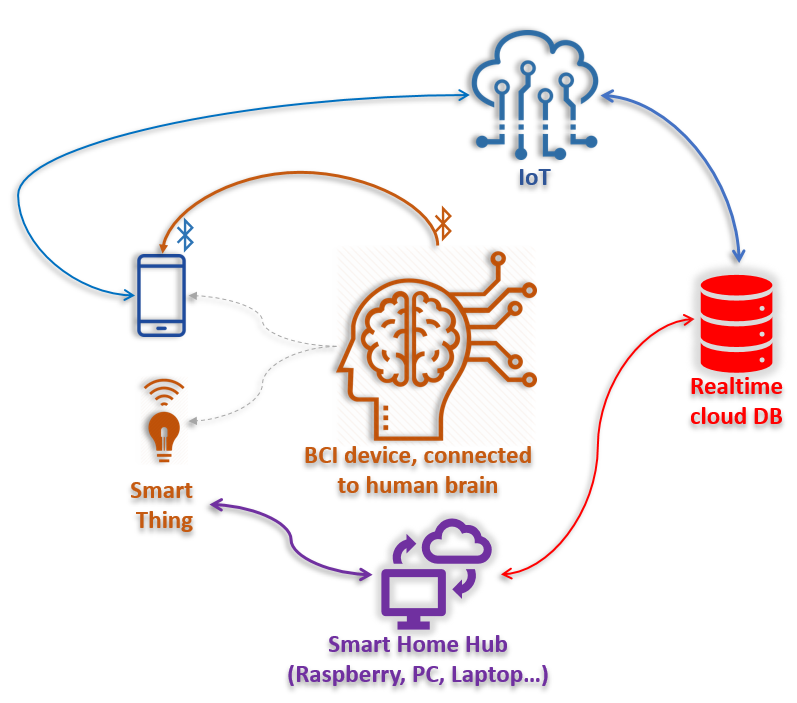 IoT
Realtime
cloud DB
BCI device, connected
to human brain
Smart
Thing
Smart Home Hub
(Raspberry, PC, Laptop...)